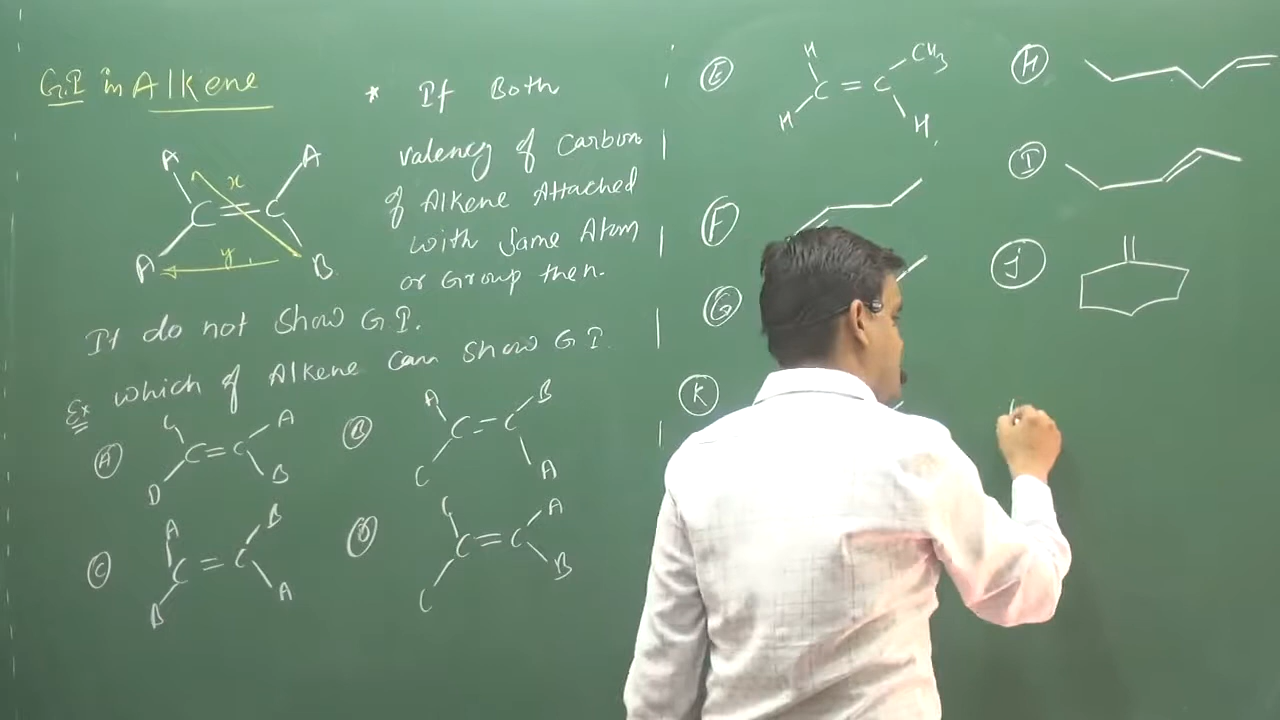 G.I in Alkene
A A
x
C = C
y
A B
* If Both
valency of Carbon
of Alkene Attached
with Same Atom
or Group then.
It do not Show G.I.
Ex which of Alkene Can Show G I.
(A) C A
C = C
D B
(B) A B
C = C
C A
(C) A B
C = C
B A
(D) C A
C = C
C B
(E) H CH3
C = C
H H
(F)
(G)
(H)
(I)
(J)
(K)